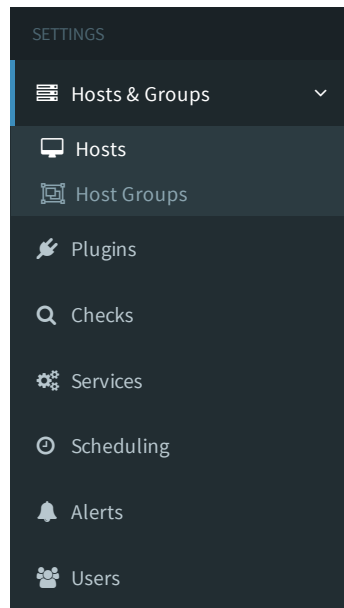 SETTINGS
Hosts & Groups
Hosts
Host Groups
Plugins
Checks
Services
Scheduling
Alerts
Users